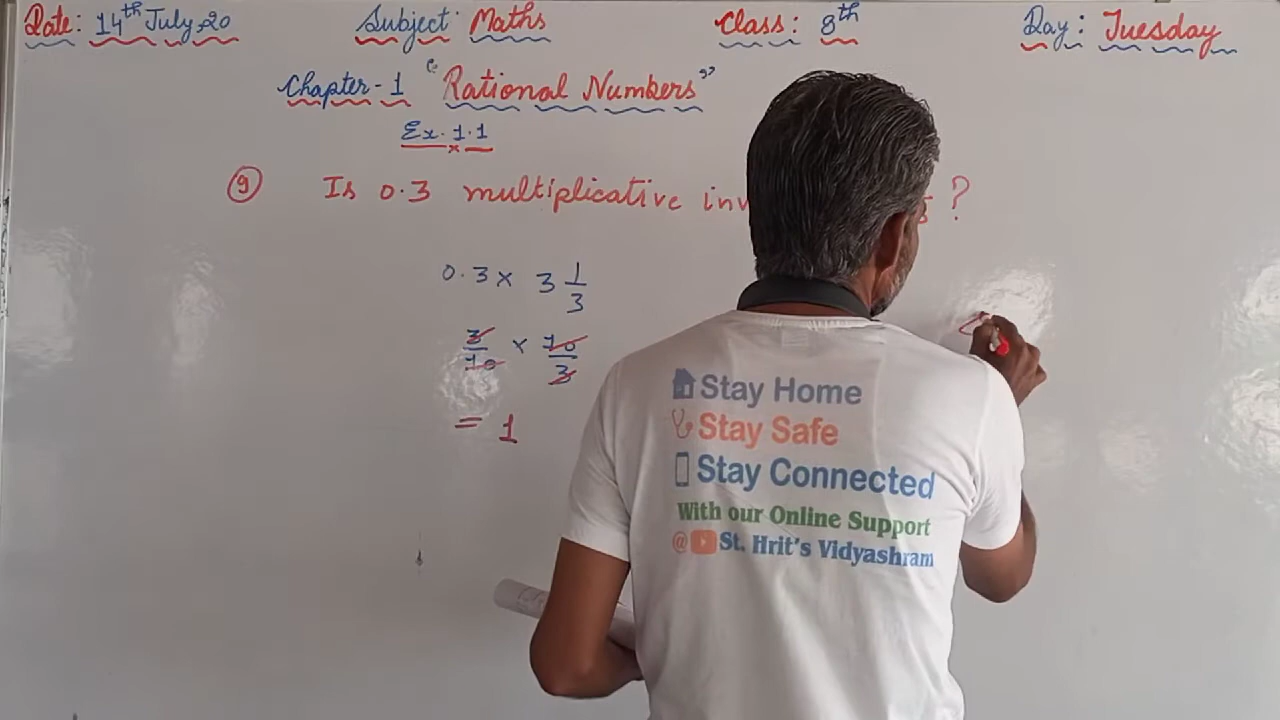 Date: 14th July, 20 Subject: Maths Class: 8th Day: Tuesday
Chapter-1 "Rational Numbers"
Ex. 1.1
9 Is 0.3 multiplicative inv ?
0.3 x 3 1/3
3/10 x 10/3
= 1
Stay Home
Stay Safe
Stay Connected
With our Online Support
@ St. Hrit's Vidyashram